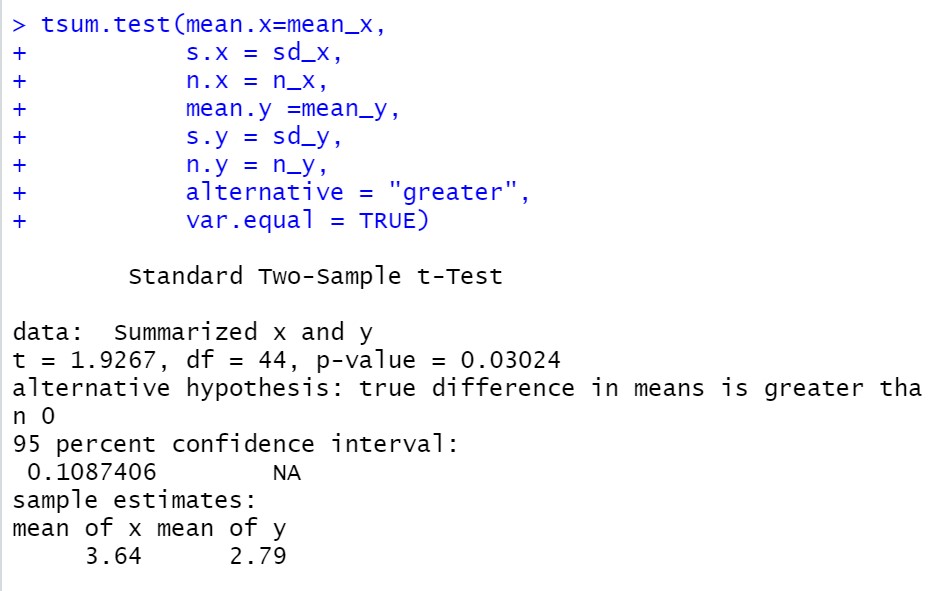 > tsum.test(mean.x=mean_x,
+           s.x = sd_x,
+           n.x = n_x,
+           mean.y =mean_y,
+           s.y = sd_y,
+           n.y = n_y,
+           alternative = "greater",
+           var.equal = TRUE)
        Standard Two-Sample t-Test
data:  Summarized x and y
t = 1.9267, df = 44, p-value = 0.03024
alternative hypothesis: true difference in means is greater tha
n 0
95 percent confidence interval:
 0.1087406        NA
sample estimates:
mean of x mean of y
     3.64      2.79